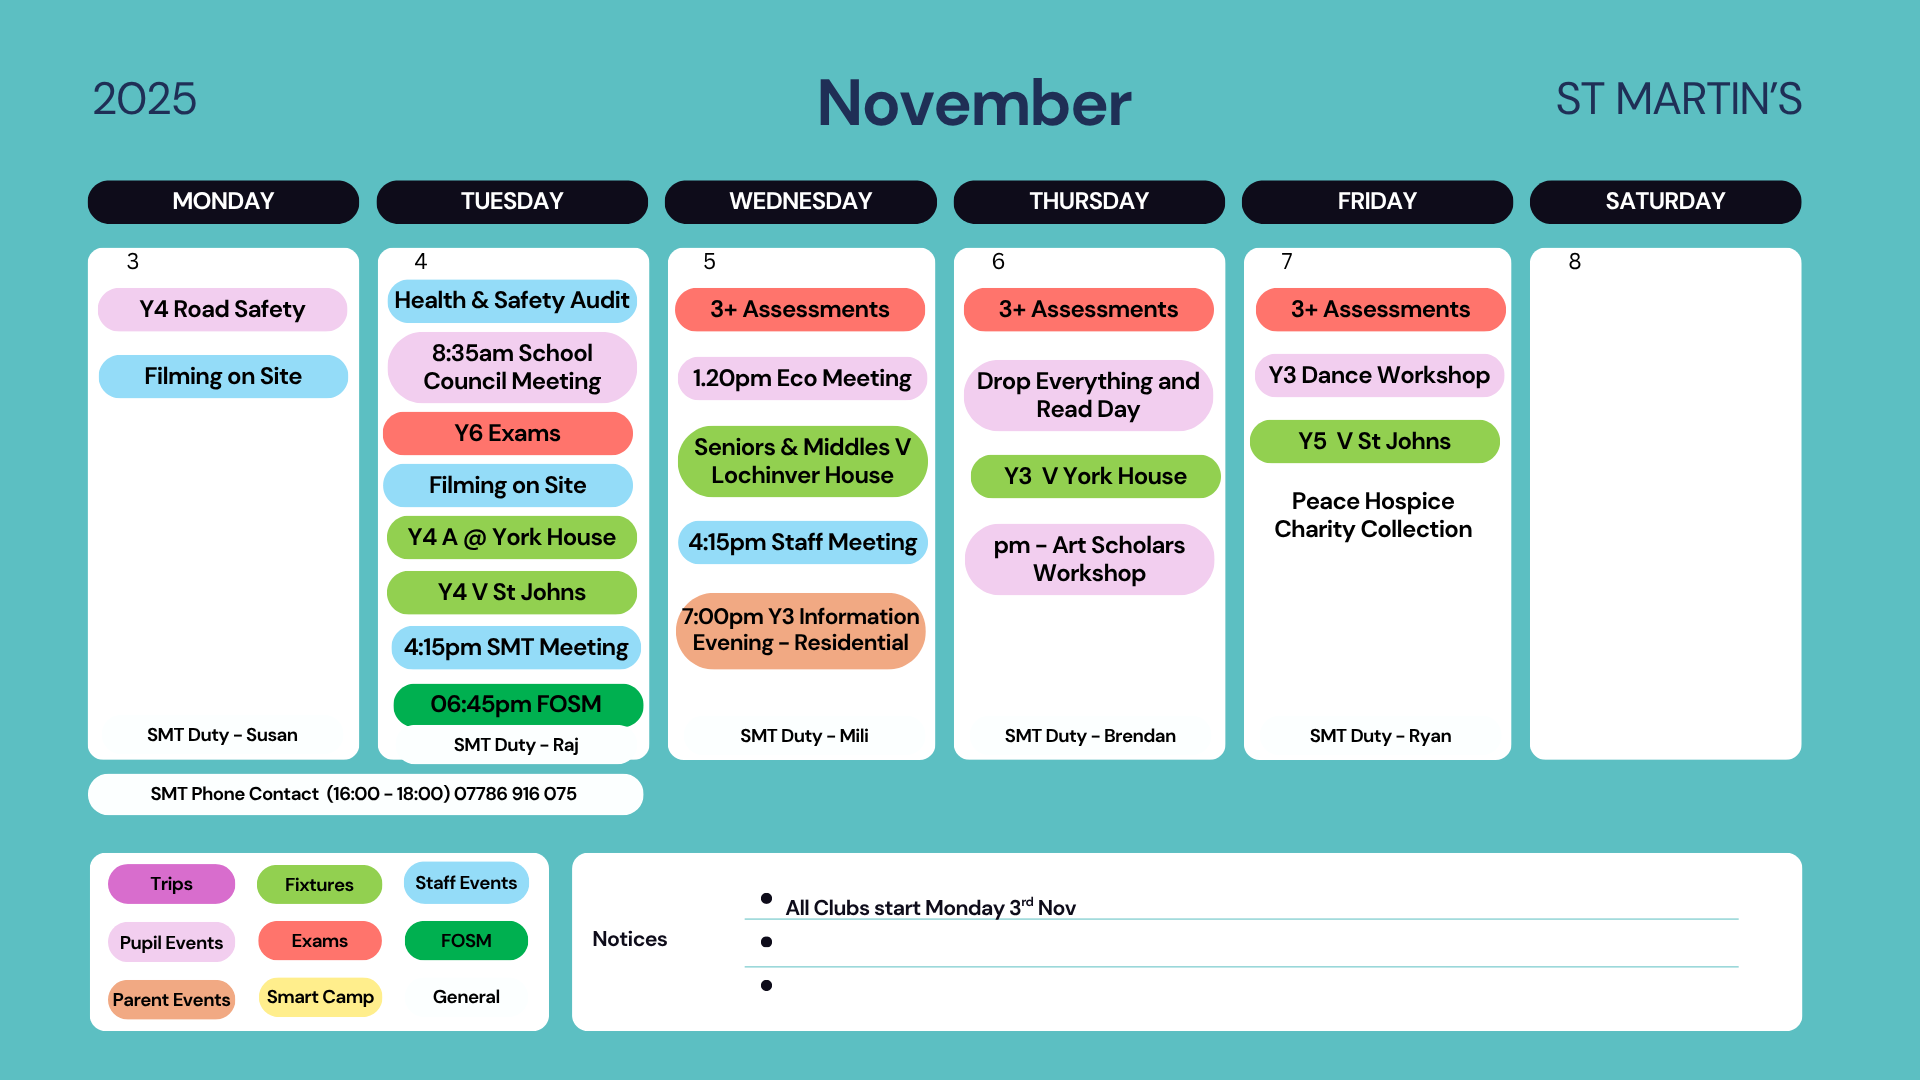 2025
November
ST MARTIN’S
MONDAY
TUESDAY
WEDNESDAY
THURSDAY
FRIDAY
SATURDAY
3
Y4 Road Safety
Filming on Site
SMT Duty – Susan
4
Health & Safety Audit
8:35am School
Council Meeting
Y6 Exams
Filming on Site
Y4 A @ York House
Y4 V St Johns
4:15pm SMT Meeting
06:45pm FOSM
SMT Duty – Raj
5
3+ Assessments
1.20pm Eco Meeting
Seniors & Middles V
Lochinver House
4:15pm Staff Meeting
7:00pm Y3 Information
Evening – Residential
SMT Duty – Mili
6
3+ Assessments
Drop Everything and
Read Day
Y3  V York House
pm – Art Scholars
Workshop
SMT Duty – Brendan
7
3+ Assessments
Y3 Dance Workshop
Y5  V St Johns
Peace Hospice
Charity Collection
SMT Duty – Ryan
8
SMT Phone Contact  (16:00 – 18:00) 07786 916 075
Trips
Fixtures
Staff Events
Pupil Events
Exams
FOSM
Parent Events
Smart Camp
General
Notices
• All Clubs start Monday 3rd Nov
•
•